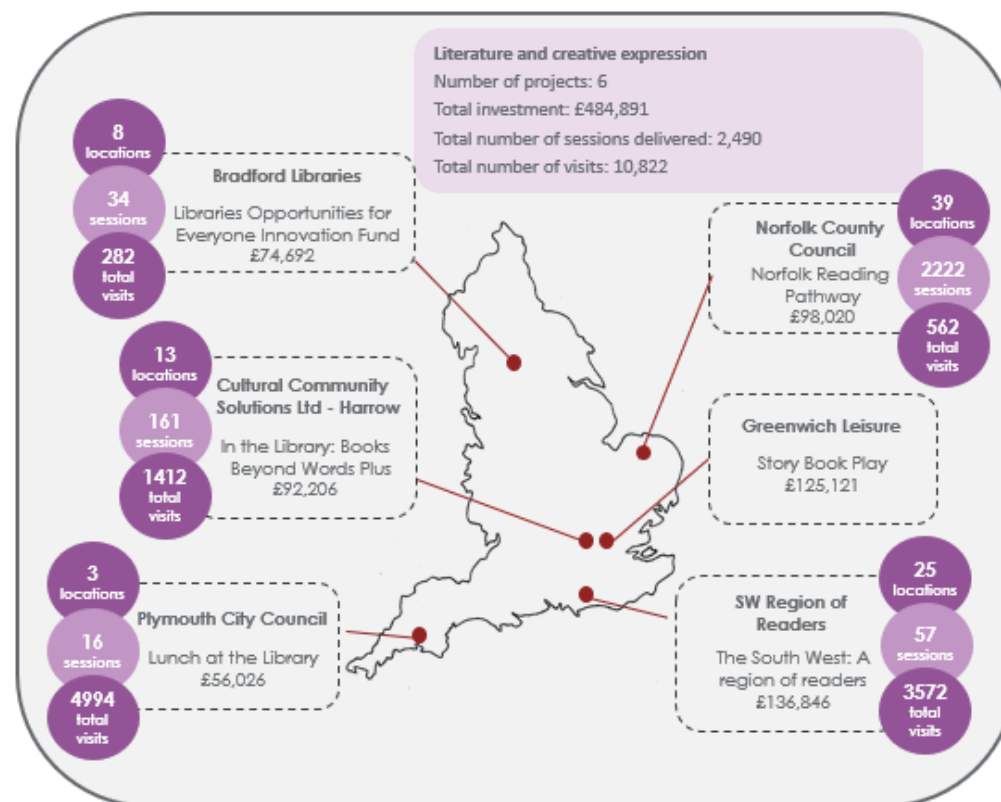 Literature and creative expression
Number of projects: 6
Total investment: £484,891
Total number of sessions delivered: 2,490
Total number of visits: 10,822
8
locations
34
sessions
282
total
visits
Bradford Libraries
Libraries Opportunities for
Everyone Innovation Fund
£74,692
39
locations
2222
sessions
562
total
visits
Norfolk County
Council
Norfolk Reading
Pathway
£98,020
13
locations
161
sessions
1412
total
visits
Cultural Community
Solutions Ltd - Harrow
In the Library: Books
Beyond Words Plus
£92,206
Greenwich Leisure
Story Book Play
£125,121
3
locations
16
sessions
4994
total
visits
Plymouth City Council
Lunch at the Library
£56,026
25
locations
57
sessions
3572
total
visits
SW Region of
Readers
The South West: A
region of readers
£136,846